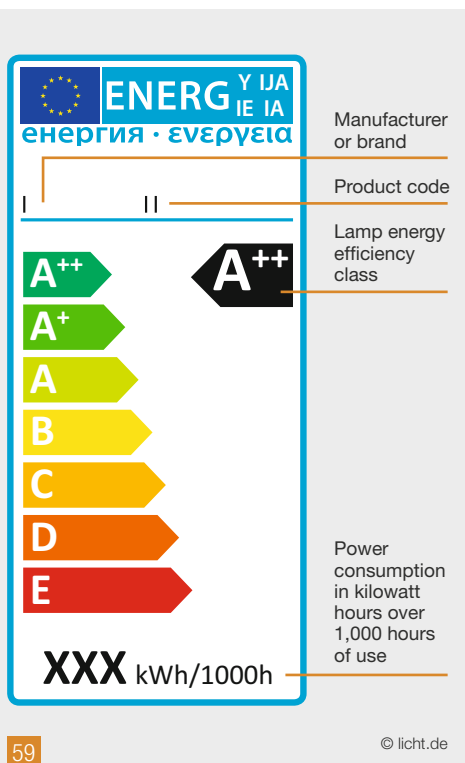 ENERG Y IJA
IE IA
енергия · ενεργεια
Manufacturer
or brand
I II
Product code
Lamp energy
efficiency
class
A++
A++
A+
A
B
C
D
E
Power
consumption
in kilowatt
hours over
1,000 hours
of use
XXX kWh/1000h
59
© licht.de